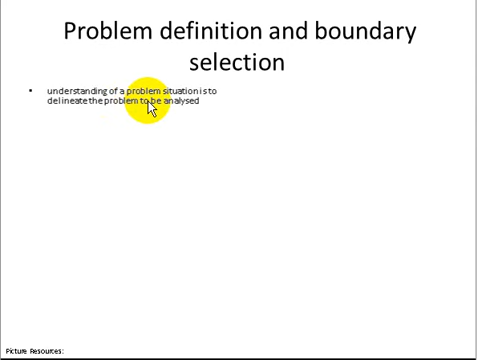 Problem definition and boundary
selection
• understanding of a problem situation is to
delineate the problem to be analysed
Picture Resources: